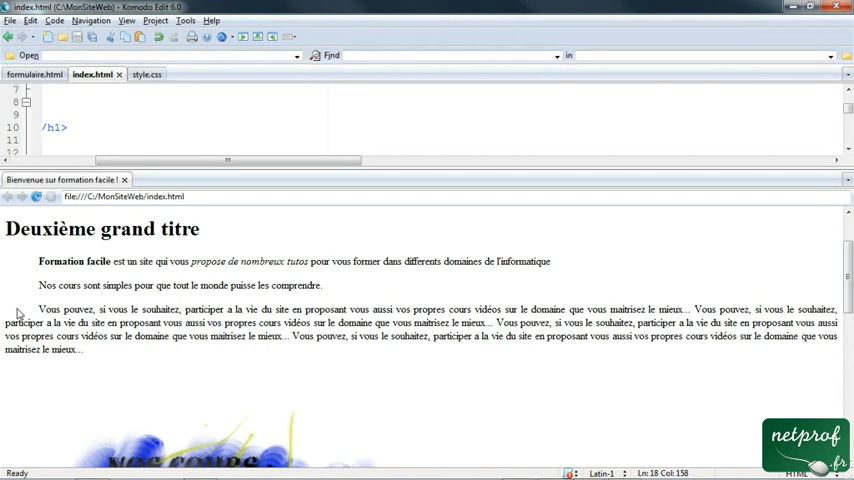 index.html (C:\MonSiteWeb) - Komodo Edit 6.0
File Edit Code Navigation View Project Tools Help
Open Find in
formulaire.html index.html style.css
7
8
9
10 /h1>
11
12
Bienvenue sur formation facile !
file:///C:/MonSiteWeb/index.html
Deuxième grand titre
Formation facile est un site qui vous propose de nombreux tutos pour vous former dans differents domaines de l'informatique
Nos cours sont simples pour que tout le monde puisse les comprendre.
Vous pouvez, si vous le souhaitez, participer a la vie du site en proposant vous aussi vos propres cours vidéos sur le domaine que vous maitrisez le mieux... Vous pouvez, si vous le souhaitez,
participer a la vie du site en proposant vous aussi vos propres cours vidéos sur le domaine que vous maitrisez le mieux... Vous pouvez, si vous le souhaitez, participer a la vie du site en proposant vous aussi
vos propres cours vidéos sur le domaine que vous maitrisez le mieux... Vous pouvez, si vous le souhaitez, participer a la vie du site en proposant vous aussi vos propres cours vidéos sur le domaine que vous
maitrisez le mieux...
Nos cours
netprof
.fr
Ready Latin-1 Ln: 18 Col: 158 HTML